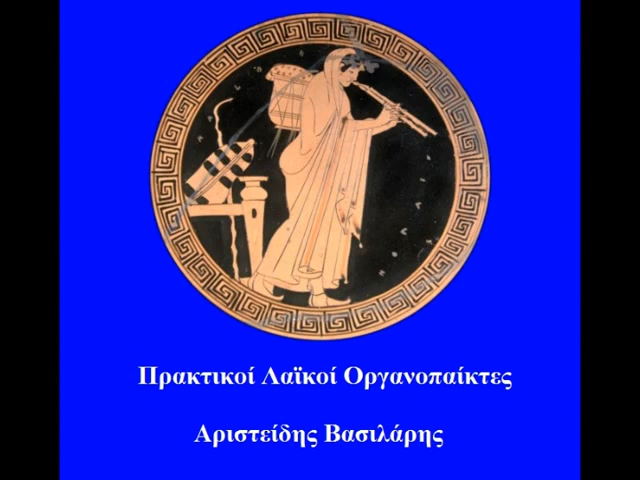 Πρακτικοί Λαϊκοί Οργανοπαίκτες
Αριστείδης Βασιλάρης